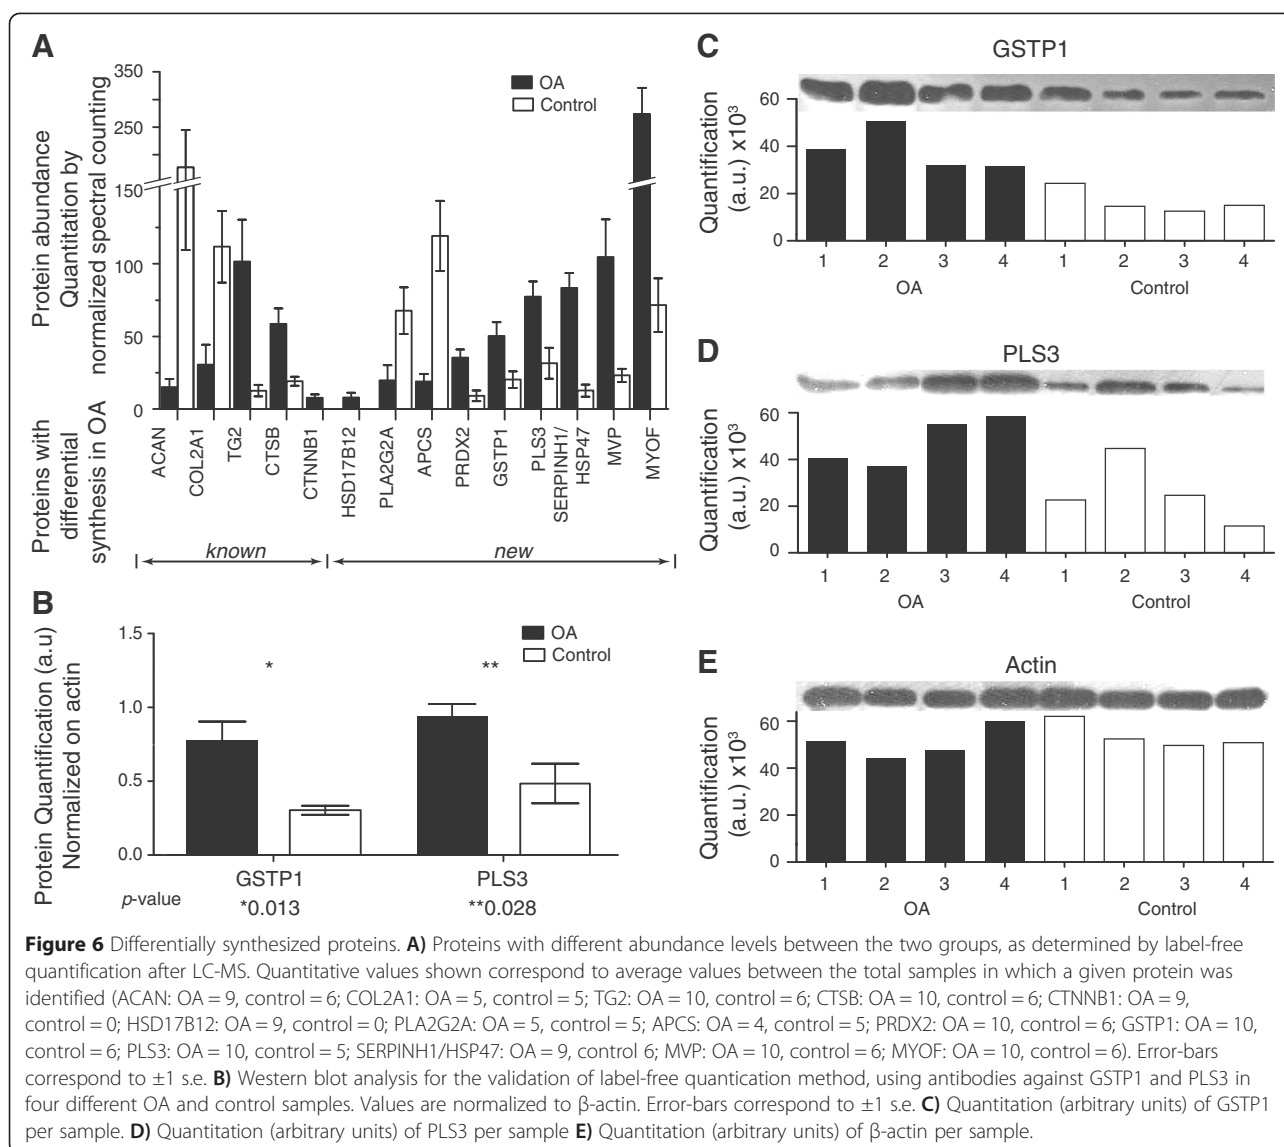 A
Protein abundance
Quantitation by
normalized spectral counting
350
250
150
100
50
0
OA
Control
Proteins with
differential
synthesis in OA
ACAN
COL2A1
TG2
CTSB
CTNNB1
HSD17B12
PLA2G2A
APCS
PRDX2
GSTP1
PLS3
SERPINH1/
HSP47
MVP
MYOF
known
new
B
Protein Quantification (a.u)
Normalized on actin
1.5
1.0
0.5
0.0
OA
Control
*
**
GSTP1
PLS3
p-value
*0.013
**0.028
C
GSTP1
Quantification
(a.u.) x10³
60
40
20
0
1 2 3 4 1 2 3 4
OA
Control
D
PLS3
Quantification
(a.u.) x10³
60
40
20
0
1 2 3 4 1 2 3 4
OA
Control
E
Actin
Quantification
(a.u.) x10³
60
40
20
0
1 2 3 4 1 2 3 4
OA
Control
Figure 6 Differentially synthesized proteins. A) Proteins with different abundance levels between the two groups, as determined by label-free
quantification after LC-MS. Quantitative values shown correspond to average values between the total samples in which a given protein was
identified (ACAN: OA = 9, control = 6; COL2A1: OA = 5, control = 5; TG2: OA = 10, control = 6; CTSB: OA = 10, control = 6; CTNNB1: OA = 9,
control = 0; HSD17B12: OA = 9, control = 0; PLA2G2A: OA = 5, control = 5; APCS: OA = 4, control = 5; PRDX2: OA = 10, control = 6; GSTP1: OA = 10,
control = 6; PLS3: OA = 10, control = 5; SERPINH1/HSP47: OA = 9, control 6; MVP: OA = 10, control = 6; MYOF: OA = 10, control = 6). Error-bars
correspond to ±1 s.e. B) Western blot analysis for the validation of label-free quantication method, using antibodies against GSTP1 and PLS3 in
four different OA and control samples. Values are normalized to β-actin. Error-bars correspond to ±1 s.e. C) Quantitation (arbitrary units) of GSTP1
per sample. D) Quantitation (arbitrary units) of PLS3 per sample E) Quantitation (arbitrary units) of β-actin per sample.